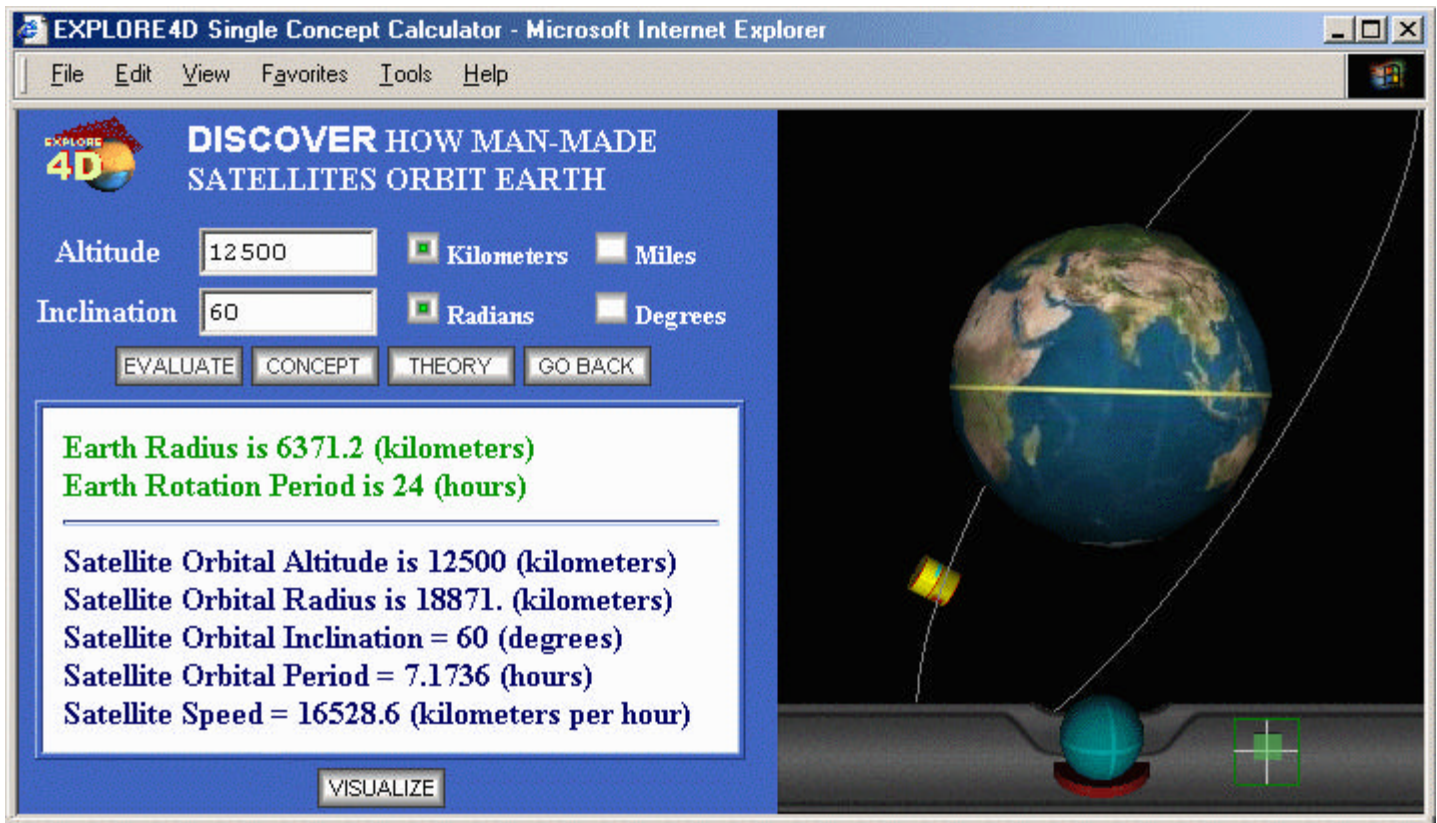 EXPLORE4D Single Concept Calculator - Microsoft Internet Explorer
File Edit View Favorites Tools Help
EXPLORE
4D
DISCOVER HOW MAN-MADE
SATELLITES ORBIT EARTH
Altitude 12500 Kilometers Miles
Inclination 60 Radians Degrees
EVALUATE CONCEPT THEORY GO BACK
Earth Radius is 6371.2 (kilometers)
Earth Rotation Period is 24 (hours)
Satellite Orbital Altitude is 12500 (kilometers)
Satellite Orbital Radius is 18871. (kilometers)
Satellite Orbital Inclination = 60 (degrees)
Satellite Orbital Period = 7.1736 (hours)
Satellite Speed = 16528.6 (kilometers per hour)
VISUALIZE